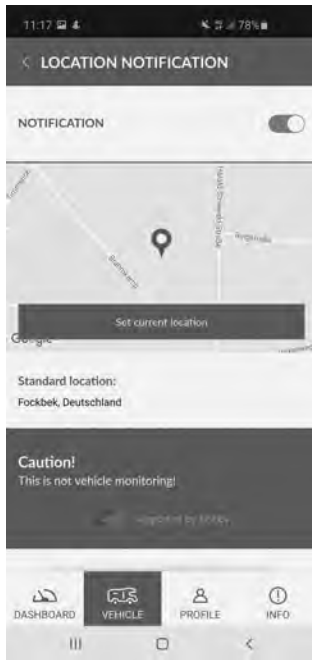 11:17
78%
< LOCATION NOTIFICATION
NOTIFICATION
Set current location
Google
Standard location:
Fockbek, Deutschland
Caution!
This is not vehicle monitoring!
DASHBOARD VEHICLE PROFILE INFO